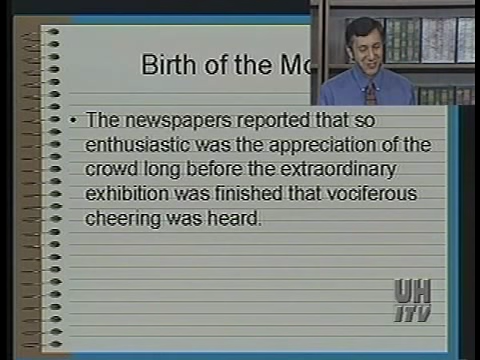 Birth of the Mo
• The newspapers reported that so
enthusiastic was the appreciation of the
crowd long before the extraordinary
exhibition was finished that vociferous
cheering was heard.
UH
ITV